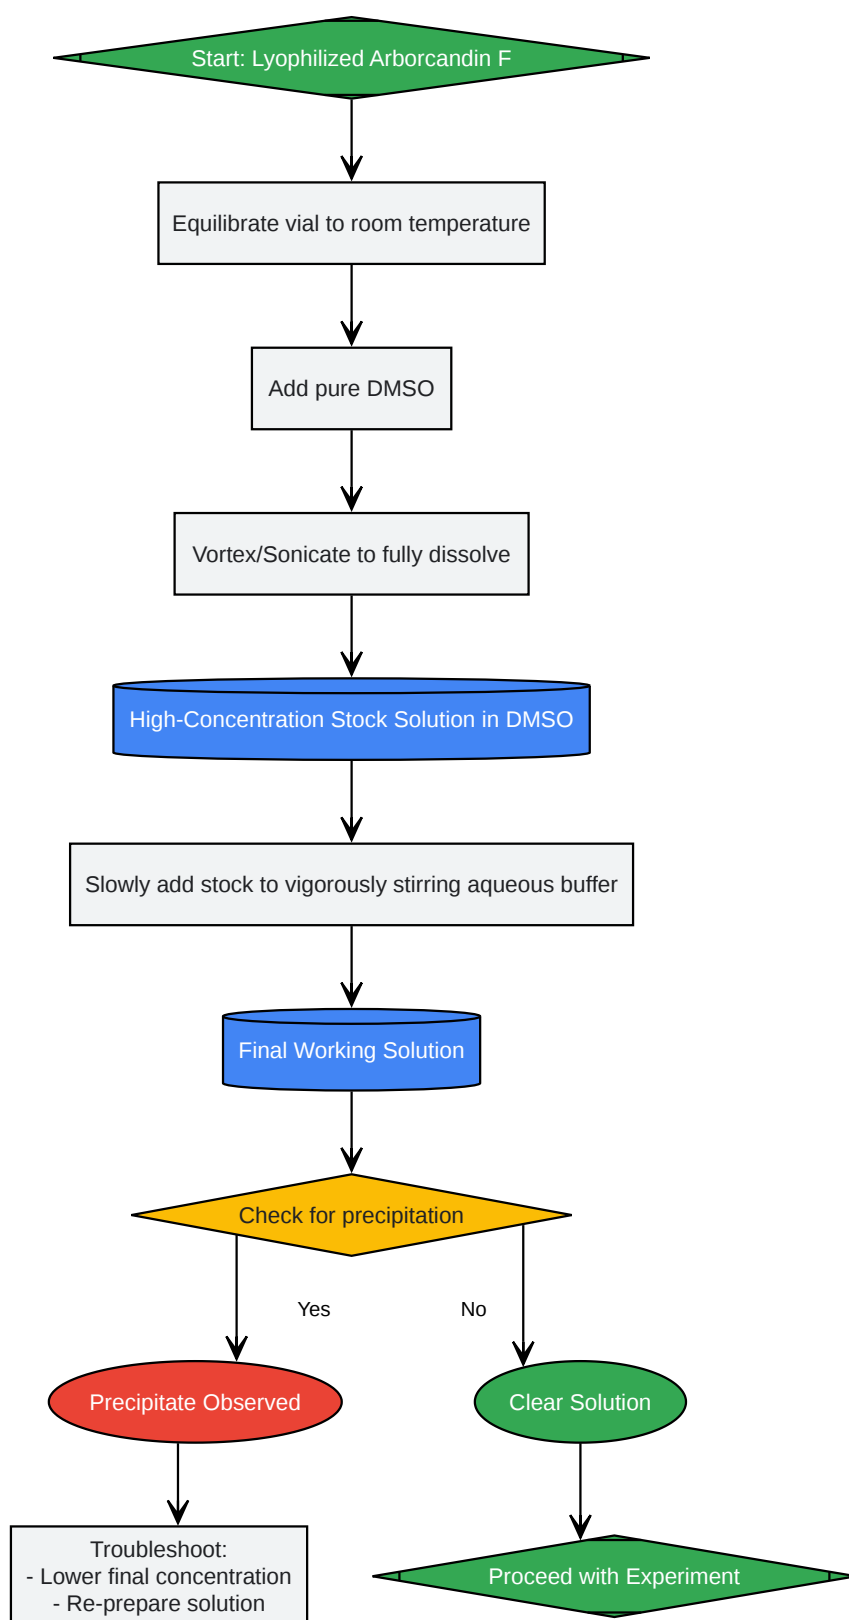 Start: Lyophilized Arborcandin F
Equilibrate vial to room temperature
Add pure DMSO
Vortex/Sonicate to fully dissolve
High-Concentration Stock Solution in DMSO
Slowly add stock to vigorously stirring aqueous buffer
Final Working Solution
Check for precipitation
Yes
No
Precipitate Observed
Clear Solution
Troubleshoot:
- Lower final concentration
- Re-prepare solution
Proceed with Experiment